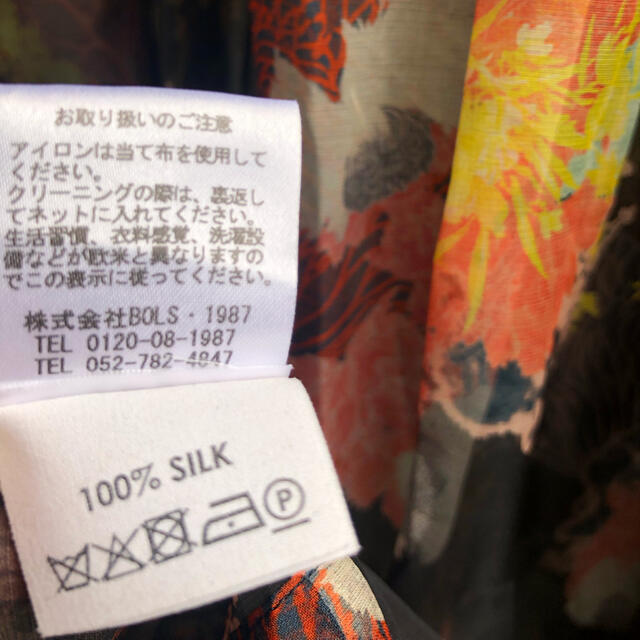 お取り扱いのご注意
アイロンは当て布を使用して
ください。
クリーニングの際は、裏返し
てネットに入れてください。
生活習慣、衣料感覚、洗濯設
備などが欧米と異なりますの
でこの表示に従ってください。
株式会社BOLS・1987
TEL 0120-08-1987
TEL 052-782-4847
100% SILK
P